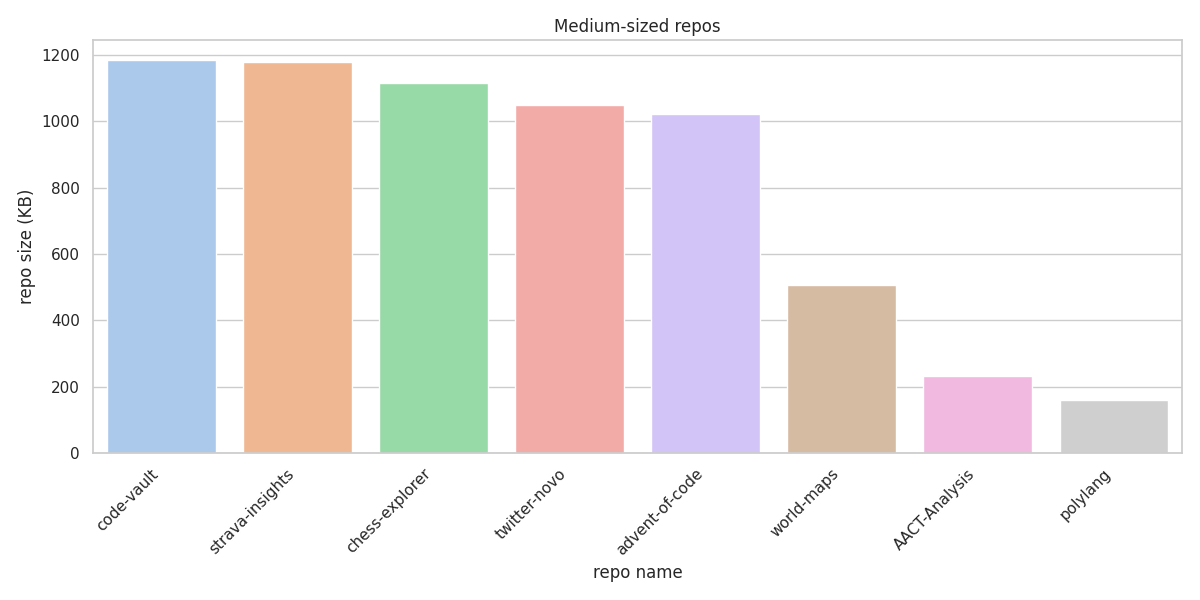 Medium-sized repos
1200
1000
800
600
400
200
0
repo size (KB)
code-vault
strava-insights
chess-explorer
twitter-novo
advent-of-code
world-maps
AACT-Analysis
polylang
repo name